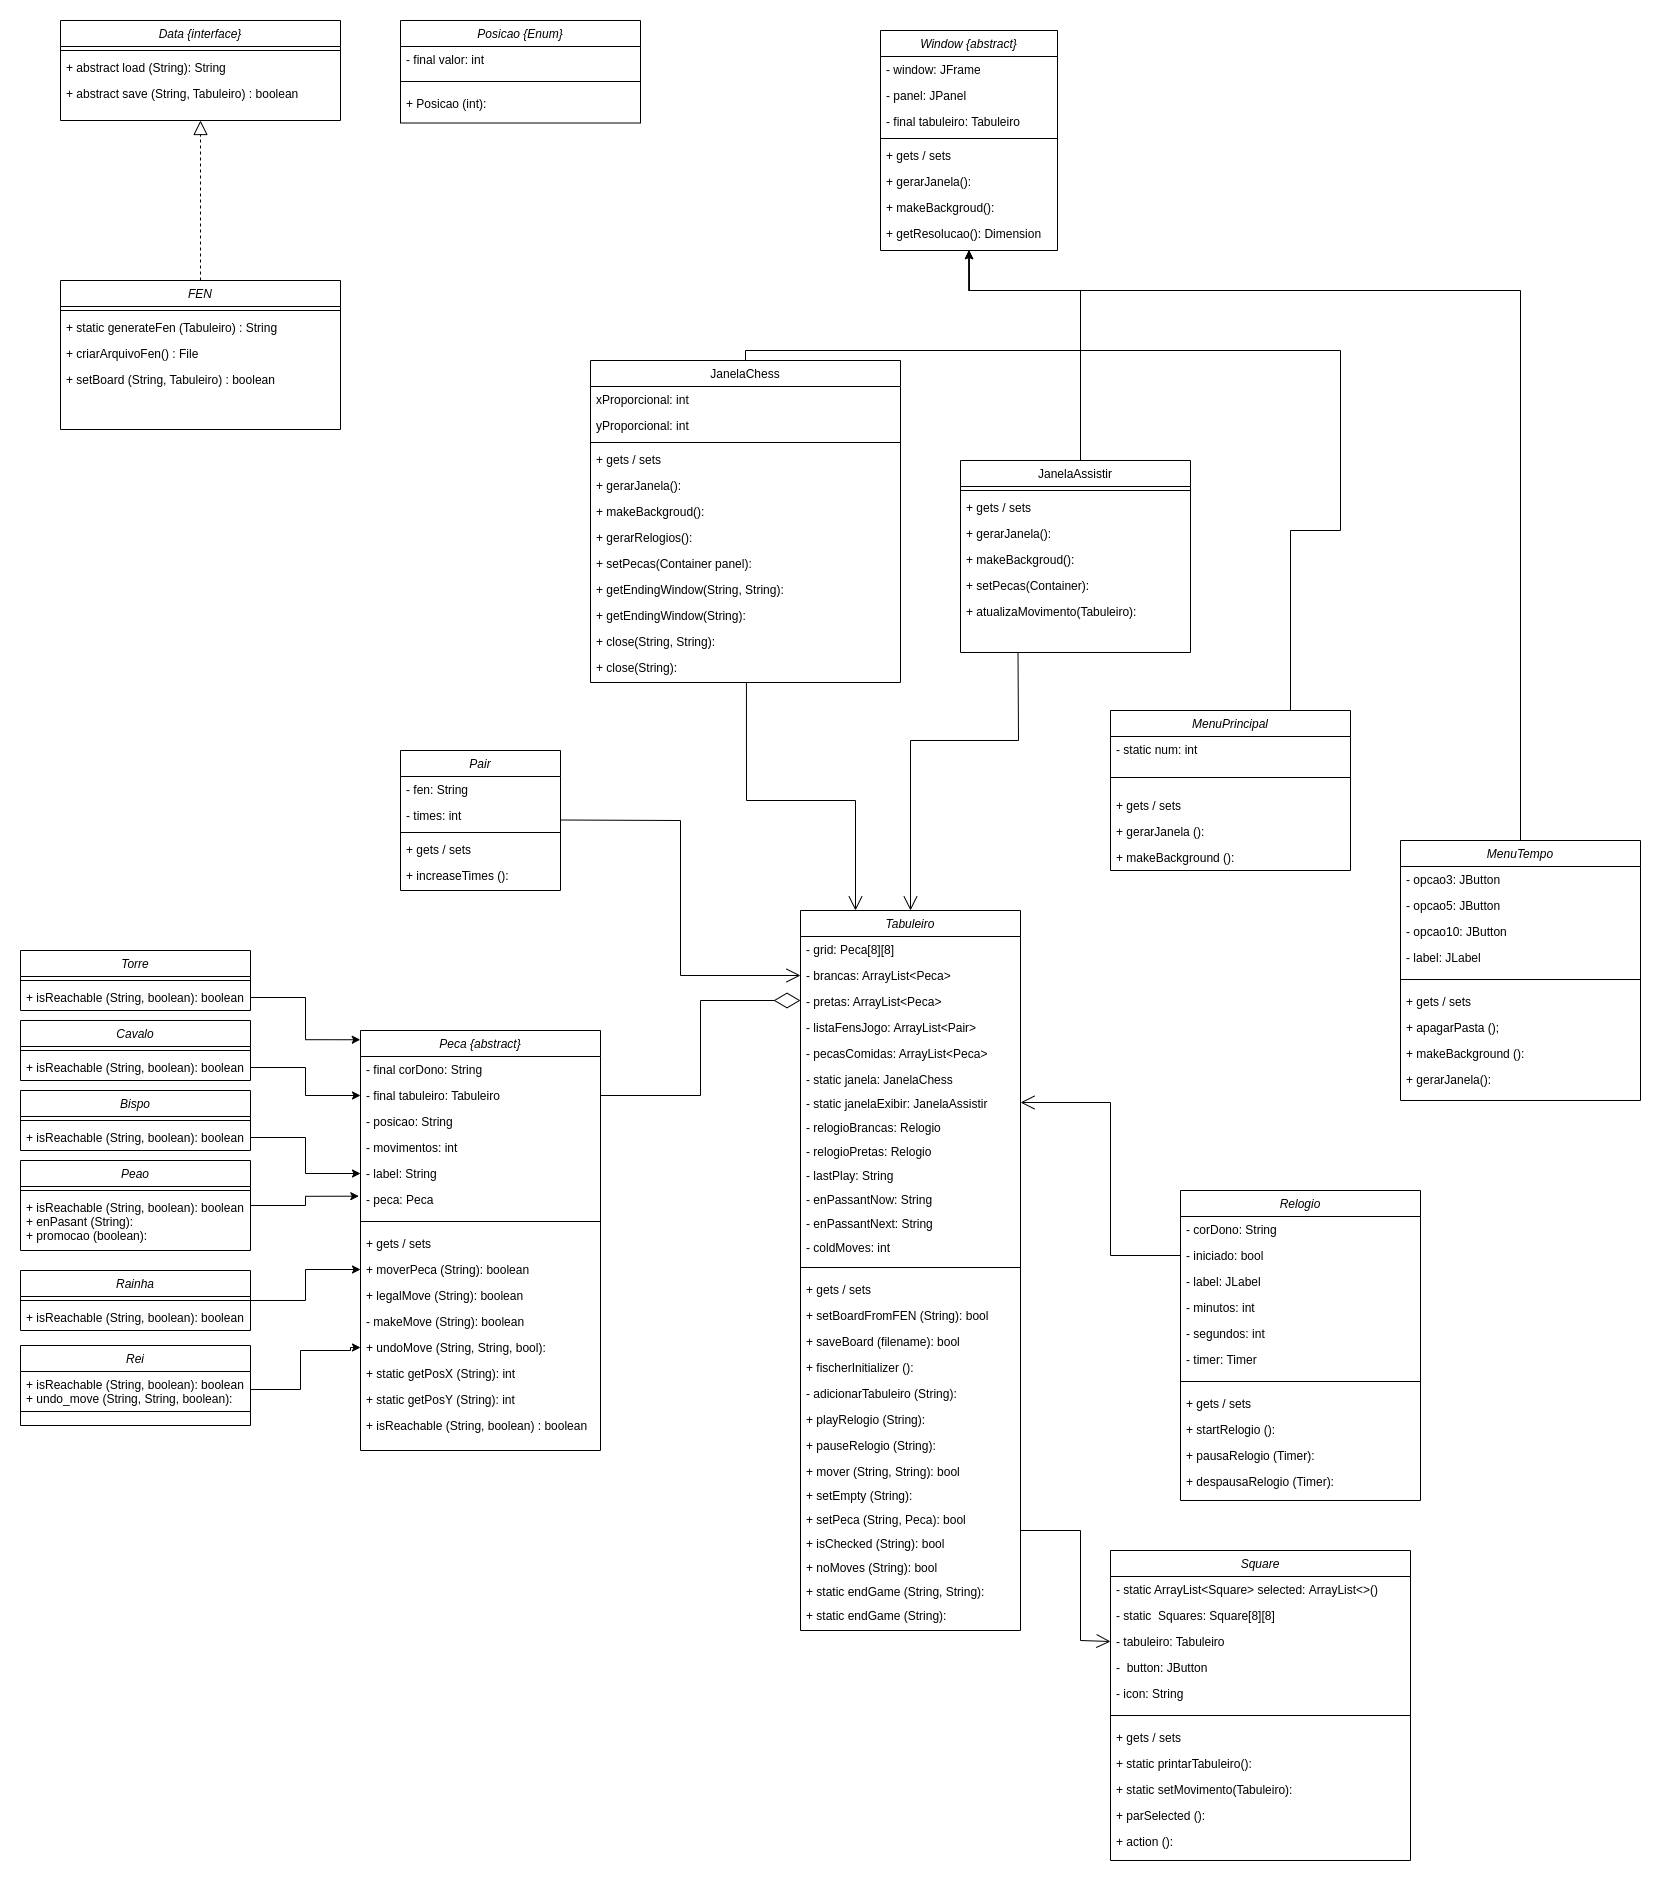 Data {interface}
+ abstract load (String): String
+ abstract save (String, Tabuleiro) : boolean
Posicao {Enum}
- final valor: int
+ Posicao (int):
Window {abstract}
- window: JFrame
- panel: JPanel
- final tabuleiro: Tabuleiro
+ gets / sets
+ gerarJanela():
+ makeBackgroud():
+ getResolucao(): Dimension
FEN
+ static generateFen (Tabuleiro) : String
+ criarArquivoFen() : File
+ setBoard (String, Tabuleiro) : boolean
JanelaChess
xProporcional: int
yProporcional: int
+ gets / sets
+ gerarJanela():
+ makeBackgroud():
+ gerarRelogios():
+ setPecas(Container panel):
+ getEndingWindow(String, String):
+ getEndingWindow(String):
+ close(String, String):
+ close(String):
JanelaAssistir
+ gets / sets
+ gerarJanela():
+ makeBackgroud():
+ setPecas(Container):
+ atualizaMovimento(Tabuleiro):
MenuPrincipal
- static num: int
+ gets / sets
+ gerarJanela ():
+ makeBackground ():
Pair
- fen: String
- times: int
+ gets / sets
+ increaseTimes ():
MenuTempo
- opcao3: JButton
- opcao5: JButton
- opcao10: JButton
- label: JLabel
+ gets / sets
+ apagarPasta ();
+ makeBackground ():
+ gerarJanela():
Torre
+ isReachable (String, boolean): boolean
Cavalo
+ isReachable (String, boolean): boolean
Bispo
+ isReachable (String, boolean): boolean
Peao
+ isReachable (String, boolean): boolean
+ enPasant (String):
+ promocao (boolean):
Rainha
+ isReachable (String, boolean): boolean
Rei
+ isReachable (String, boolean): boolean
+ undo_move (String, String, boolean):
Peca {abstract}
- final corDono: String
- final tabuleiro: Tabuleiro
- posicao: String
- movimentos: int
- label: String
- peca: Peca
+ gets / sets
+ moverPeca (String): boolean
+ legalMove (String): boolean
- makeMove (String): boolean
+ undoMove (String, String, bool):
+ static getPosX (String): int
+ static getPosY (String): int
+ isReachable (String, boolean) : boolean
Tabuleiro
- grid: Peca[8][8]
- brancas: ArrayList<Peca>
- pretas: ArrayList<Peca>
- listaFensJogo: ArrayList<Pair>
- pecasComidas: ArrayList<Peca>
- static janela: JanelaChess
- static janelaExibir: JanelaAssistir
- relogioBrancas: Relogio
- relogioPretas: Relogio
- lastPlay: String
- enPassantNow: String
- enPassantNext: String
- coldMoves: int
+ gets / sets
+ setBoardFromFEN (String): bool
+ saveBoard (filename): bool
+ fischerInitializer ():
- adicionarTabuleiro (String):
+ playRelogio (String):
+ pauseRelogio (String):
+ mover (String, String): bool
+ setEmpty (String):
+ setPeca (String, Peca): bool
+ isChecked (String): bool
+ noMoves (String): bool
+ static endGame (String, String):
+ static endGame (String):
Relogio
- corDono: String
- iniciado: bool
- label: JLabel
- minutos: int
- segundos: int
- timer: Timer
+ gets / sets
+ startRelogio ():
+ pausaRelogio (Timer):
+ despausaRelogio (Timer):
Square
- static ArrayList<Square> selected: ArrayList<>()
- static  Squares: Square[8][8]
- tabuleiro: Tabuleiro
-  button: JButton
- icon: String
+ gets / sets
+ static printarTabuleiro():
+ static setMovimento(Tabuleiro):
+ parSelected ():
+ action ():